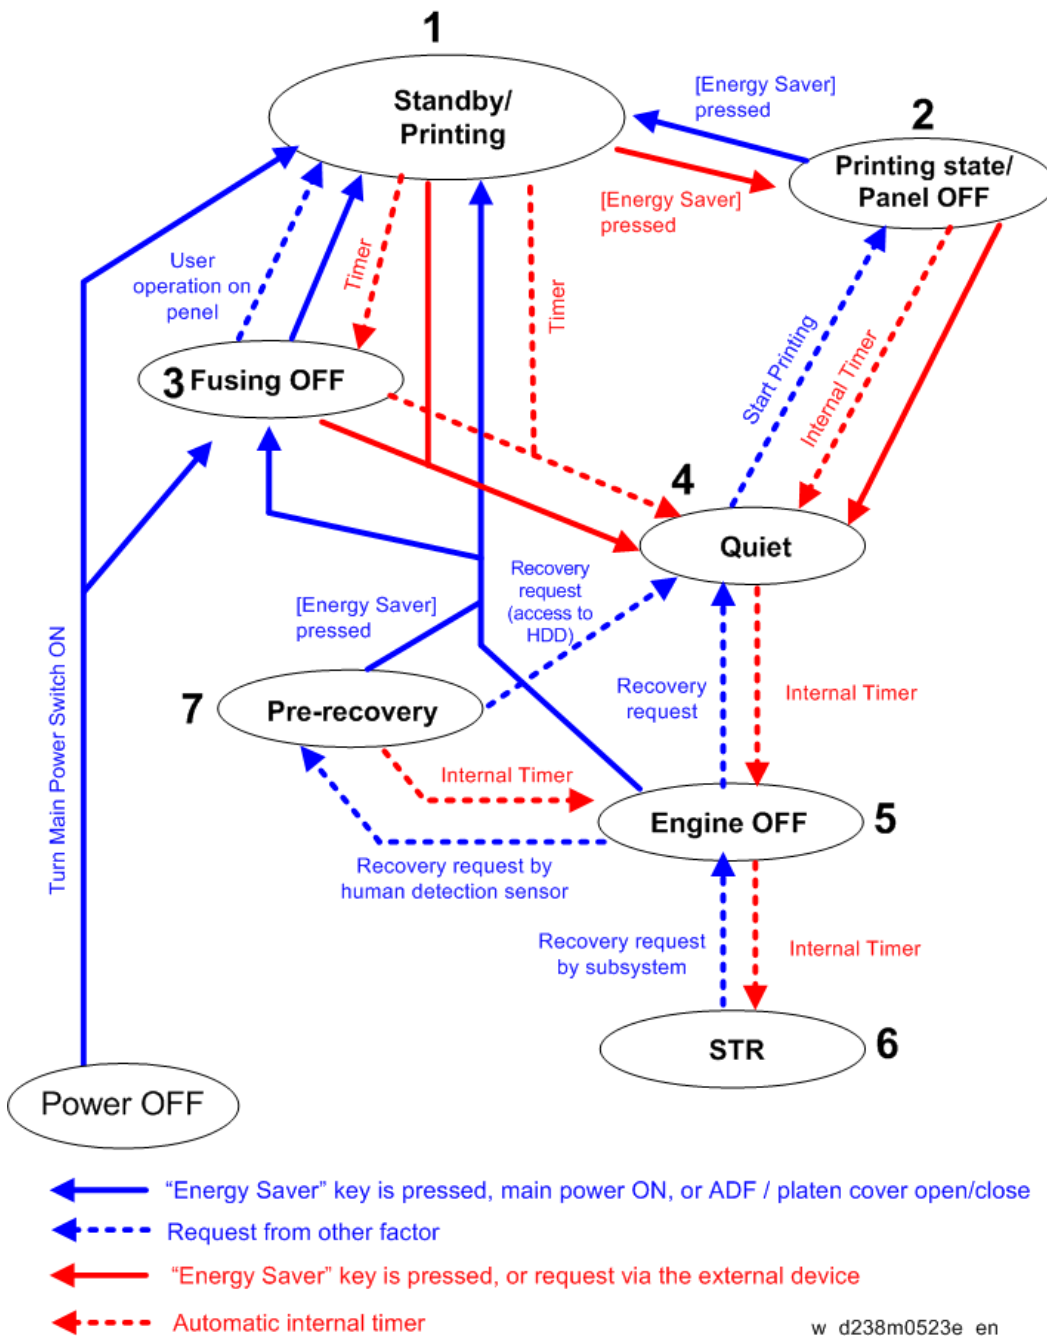 1
Standby/
Printing
[Energy Saver]
pressed
2
Printing state/
Panel OFF
[Energy Saver]
pressed
User
operation on
penel
Timer
Timer
3 Fusing OFF
Start Printing
Internal Timer
4
Quiet
Recovery
request
(access to
HDD)
[Energy Saver]
pressed
Turn Main Power Switch ON
7
Pre-recovery
Recovery
request
Internal Timer
Internal Timer
Engine OFF
5
Recovery request by
human detection sensor
Recovery request
by subsystem
Internal Timer
STR
6
Power OFF
“Energy Saver” key is pressed, main power ON, or ADF / platen cover open/close
Request from other factor
“Energy Saver” key is pressed, or request via the external device
Automatic internal timer
w_d238m0523e_en